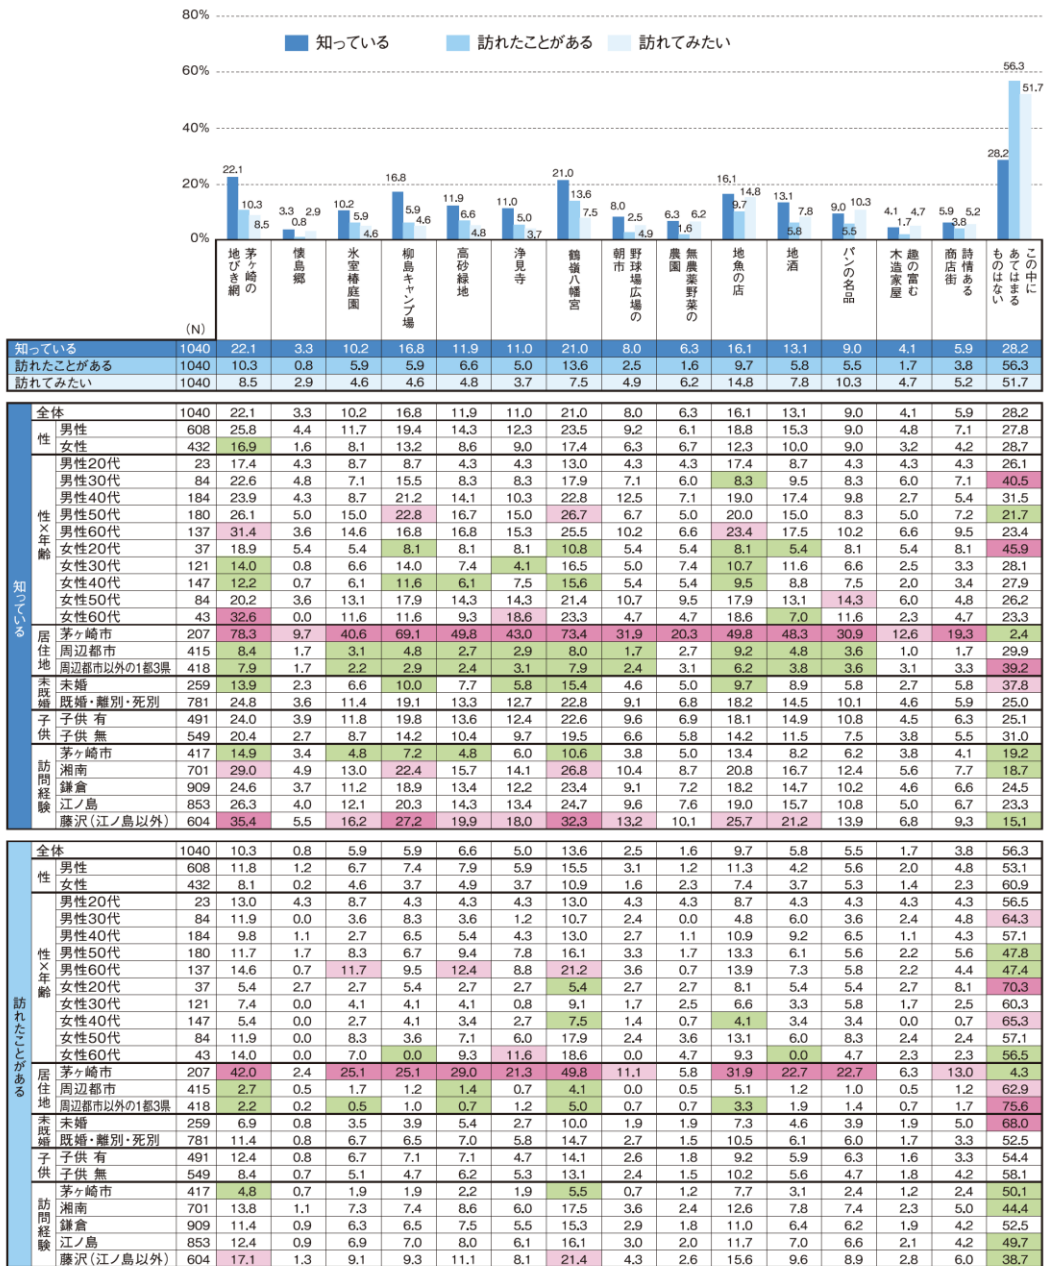 80%
60%
40%
20%
0%
知っている 訪れたことがある 訪れてみたい
22.1 10.3 8.5
3.3 0.8 2.9
10.2 5.9 4.6
16.8 5.9 4.6
11.9 6.6 4.8
11.0 5.0 3.7
21.0 13.6 7.5
8.0 2.5 4.9
6.3 1.6 6.2
16.1 9.7 14.8
13.1 5.8 7.8
9.0 5.5 10.3
4.1 1.7 4.7
5.9 3.8 5.2
28.2 56.3 51.7
(N)
茅ヶ崎の地びき網
懐島郷
氷室椿庭園
柳島キャンプ場
高砂緑地
浄見寺
鶴嶺八幡宮
野球場広場の朝市
無農薬野菜の農園
地魚の店
地酒
パンの名品
趣の富む木造家屋
詩情ある商店街
この中にあてはまるものはない
知っている 1040 22.1 3.3 10.2 16.8 11.9 11.0 21.0 8.0 6.3 16.1 13.1 9.0 4.1 5.9 28.2
訪れたことがある 1040 10.3 0.8 5.9 5.9 6.6 5.0 13.6 2.5 1.6 9.7 5.8 5.5 1.7 3.8 56.3
訪れてみたい 1040 8.5 2.9 4.6 4.6 4.8 3.7 7.5 4.9 6.2 14.8 7.8 10.3 4.7 5.2 51.7
知っている
全体 1040 22.1 3.3 10.2 16.8 11.9 11.0 21.0 8.0 6.3 16.1 13.1 9.0 4.1 5.9 28.2
性
男性 608 25.8 4.4 11.7 19.4 14.3 12.3 23.5 9.2 6.1 18.8 15.3 9.0 4.8 7.1 27.8
女性 432 16.9 1.6 8.1 13.2 8.6 9.0 17.4 6.3 6.7 12.3 10.0 9.0 3.2 4.2 28.7
性×年齢
男性20代 23 17.4 4.3 8.7 8.7 4.3 4.3 13.0 4.3 4.3 17.4 8.7 4.3 4.3 4.3 26.1
男性30代 84 22.6 4.8 7.1 15.5 8.3 8.3 17.9 7.1 6.0 8.3 9.5 8.3 6.0 7.1 40.5
男性40代 184 23.9 4.3 8.7 21.2 14.1 10.3 22.8 12.5 7.1 19.0 17.4 9.8 2.7 5.4 31.5
男性50代 180 26.1 5.0 15.0 22.8 16.7 15.0 26.7 6.7 5.0 20.0 15.0 8.3 5.0 7.2 21.7
男性60代 137 31.4 3.6 14.6 16.8 16.8 15.3 25.5 10.2 6.6 23.4 17.5 10.2 6.6 9.5 23.4
女性20代 37 18.9 5.4 5.4 8.1 8.1 8.1 10.8 5.4 5.4 8.1 5.4 8.1 5.4 8.1 45.9
女性30代 121 14.0 0.8 6.6 14.0 7.4 4.1 16.5 5.0 7.4 10.7 11.6 6.6 2.5 3.3 28.1
女性40代 147 12.2 0.7 6.1 11.6 6.1 7.5 15.6 5.4 5.4 9.5 8.8 7.5 2.0 3.4 27.9
女性50代 84 20.2 3.6 13.1 17.9 14.3 14.3 21.4 10.7 9.5 17.9 13.1 14.3 6.0 4.8 26.2
女性60代 43 32.6 0.0 11.6 11.6 9.3 18.6 23.3 4.7 9.3 18.6 7.0 11.6 2.3 4.7 23.3
居住地
茅ヶ崎市 207 78.3 9.7 40.6 69.1 49.8 43.0 73.4 31.9 20.3 49.8 48.3 30.9 12.6 19.3 2.4
周辺都市 415 8.4 1.7 3.1 4.8 2.7 2.9 8.0 1.7 2.7 9.2 4.8 3.6 1.0 1.7 29.9
周辺都市以外の1都3県 418 7.9 1.7 2.2 2.9 2.4 3.1 7.9 2.4 3.1 6.2 3.8 3.6 3.1 3.3 39.2
未既婚
未婚 259 13.9 2.3 6.6 10.0 7.7 5.8 15.4 4.6 5.0 9.7 8.9 5.8 2.7 5.8 37.8
既婚・離別・死別 781 24.8 3.6 11.4 19.1 13.3 12.7 22.8 9.1 6.8 18.2 14.5 10.1 4.6 5.9 25.0
子供
子供 有 491 24.0 3.9 11.8 19.8 13.6 12.4 22.6 9.6 6.9 18.1 14.9 10.8 4.5 6.3 25.1
子供 無 549 20.4 2.7 8.7 14.2 10.4 9.7 19.5 6.6 5.8 14.2 11.5 7.5 3.8 5.5 31.0
訪問経験
茅ヶ崎市 417 14.9 3.4 4.8 7.2 4.8 6.0 10.6 3.8 5.0 13.4 8.2 6.2 3.8 4.1 19.2
湘南 701 29.0 4.9 13.0 22.4 15.7 14.1 26.8 10.4 8.7 20.8 16.7 12.4 5.6 7.7 18.7
鎌倉 909 24.6 3.7 11.2 18.9 13.4 12.2 23.4 9.1 7.2 18.2 14.7 10.2 4.6 6.6 24.5
江ノ島 853 26.3 4.0 12.1 20.3 14.3 13.4 24.7 9.6 7.6 19.0 15.7 10.8 5.0 6.7 23.3
藤沢(江ノ島以外) 604 35.4 5.5 16.2 27.2 19.9 18.0 32.3 13.2 10.1 25.7 21.2 13.9 6.8 9.3 15.1
訪れたことがある
全体 1040 10.3 0.8 5.9 5.9 6.6 5.0 13.6 2.5 1.6 9.7 5.8 5.5 1.7 3.8 56.3
性
男性 608 11.8 1.2 6.7 7.4 7.9 5.9 15.5 3.1 1.2 11.3 4.2 5.6 2.0 4.8 53.1
女性 432 8.1 0.2 4.6 3.7 4.9 3.7 10.9 1.6 2.3 7.4 3.7 5.3 1.4 2.3 60.9
性×年齢
男性20代 23 13.0 4.3 8.7 4.3 4.3 4.3 13.0 4.3 4.3 8.7 4.3 4.3 4.3 4.3 56.5
男性30代 84 11.9 0.0 3.6 8.3 3.6 1.2 10.7 2.4 0.0 4.8 6.0 3.6 2.4 4.8 64.3
男性40代 184 9.8 1.1 2.7 6.5 5.4 4.3 13.0 2.7 1.1 10.9 9.2 6.5 1.1 4.3 57.1
男性50代 180 11.7 1.7 8.3 6.7 9.4 7.8 16.1 3.3 1.7 13.3 6.1 5.6 2.2 5.6 47.8
男性60代 137 14.6 0.7 11.7 9.5 12.4 8.8 21.2 3.6 0.7 13.9 7.3 5.8 2.2 4.4 47.4
女性20代 37 5.4 2.7 2.7 5.4 2.7 2.7 5.4 2.7 2.7 8.1 5.4 5.4 2.7 8.1 70.3
女性30代 121 7.4 0.0 4.1 4.1 4.1 0.8 9.1 1.7 2.5 6.6 3.3 5.8 1.7 2.5 60.3
女性40代 147 5.4 0.0 2.7 4.1 3.4 2.7 7.5 1.4 0.7 4.1 3.4 3.4 0.0 0.7 65.3
女性50代 84 11.9 0.0 8.3 3.6 7.1 6.0 17.9 2.4 3.6 13.1 6.0 8.3 2.4 2.4 57.1
女性60代 43 14.0 0.0 7.0 0.0 9.3 11.6 18.6 0.0 4.7 9.3 0.0 4.7 2.3 2.3 56.5
居住地
茅ヶ崎市 207 42.0 2.4 25.1 25.1 29.0 21.3 49.8 11.1 5.8 31.9 22.7 22.7 6.3 13.0 4.3
周辺都市 415 2.7 0.5 1.7 1.2 1.4 0.7 4.1 0.0 0.5 5.1 1.2 1.0 0.5 1.2 62.9
周辺都市以外の1都3県 418 2.2 0.2 0.5 1.0 0.7 1.2 5.0 0.7 0.7 3.3 1.9 1.4 0.7 1.7 75.6
未既婚
未婚 259 6.9 0.8 3.5 3.9 5.4 2.7 10.0 1.9 1.9 7.3 4.6 3.9 1.9 5.0 68.0
既婚・離別・死別 781 11.4 0.8 6.7 6.5 7.0 5.8 14.7 2.7 1.5 10.5 6.1 6.0 1.7 3.3 52.5
子供
子供 有 491 12.4 0.8 6.7 7.1 7.1 4.7 14.1 2.6 1.8 9.2 5.9 6.3 1.6 3.3 54.4
子供 無 549 8.4 0.7 5.1 4.7 6.2 5.3 13.1 2.4 1.5 10.2 5.6 4.7 1.8 4.2 58.1
訪問経験
茅ヶ崎市 417 4.8 0.7 1.9 1.9 2.2 1.9 5.5 0.7 1.2 7.7 3.1 2.4 1.2 2.4 50.1
湘南 701 13.8 1.1 7.3 7.4 8.6 6.0 17.5 3.6 2.4 12.6 7.8 7.4 2.3 5.0 44.4
鎌倉 909 11.4 0.9 6.3 6.5 7.5 5.5 15.3 2.9 1.8 11.0 6.4 6.2 1.9 4.2 52.5
江ノ島 853 12.4 0.9 6.9 7.0 8.0 6.1 16.1 3.0 2.0 11.7 7.0 6.6 2.1 4.2 49.7
藤沢(江ノ島以外) 604 17.1 1.3 9.1 9.3 11.1 8.1 21.4 4.3 2.6 15.6 9.6 8.9 2.8 6.0 38.7